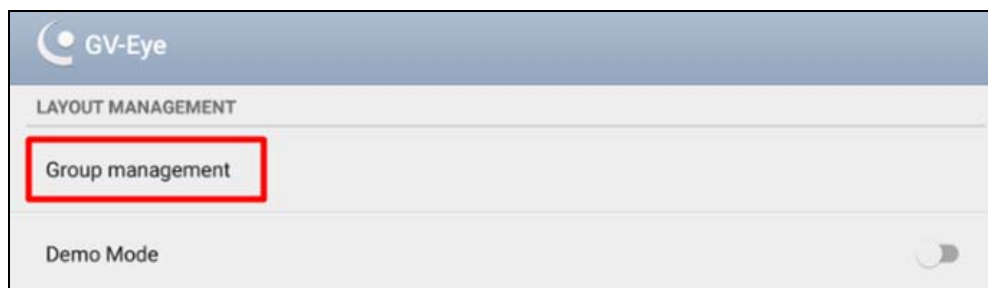 GV-Eye
LAYOUT MANAGEMENT
Group management
Demo Mode